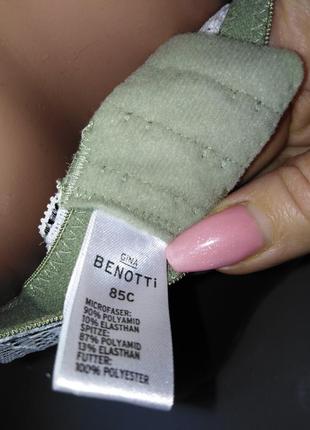 GINA
BENOTTi
85C
MICROFASER:
90% POLYAMID
10% ELASTHAN
SPITZE:
87% POLYAMID
13% ELASTHAN
FUTTER:
100% POLYESTER